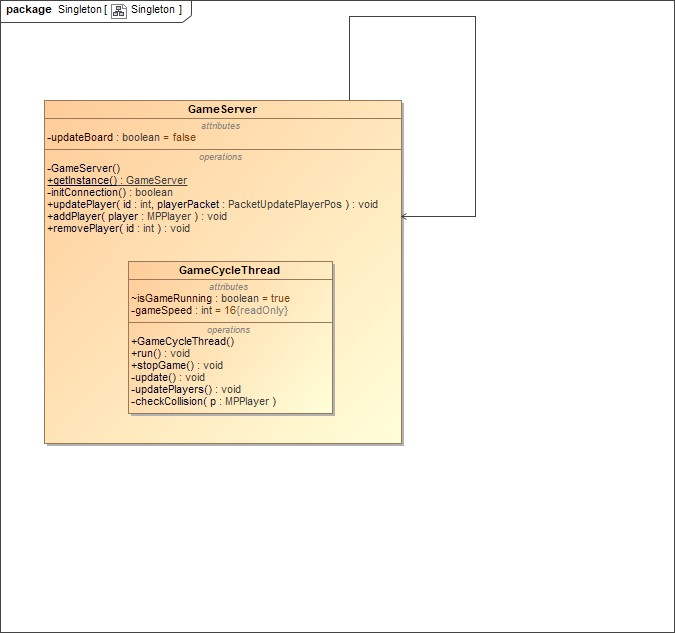 package Singleton [ Singleton ]
GameServer
attributes
-updateBoard : boolean = false
operations
-GameServer()
+getInstance() : GameServer
-initConnection() : boolean
+updatePlayer( id : int, playerPacket : PacketUpdatePlayerPos ) : void
+addPlayer( player : MPPlayer ) : void
+removePlayer( id : int ) : void
GameCycleThread
attributes
~isGameRunning : boolean = true
-gameSpeed : int = 16{readOnly}
operations
+GameCycleThread()
+run() : void
+stopGame() : void
-update() : void
-updatePlayers() : void
-checkCollision( p : MPPlayer )